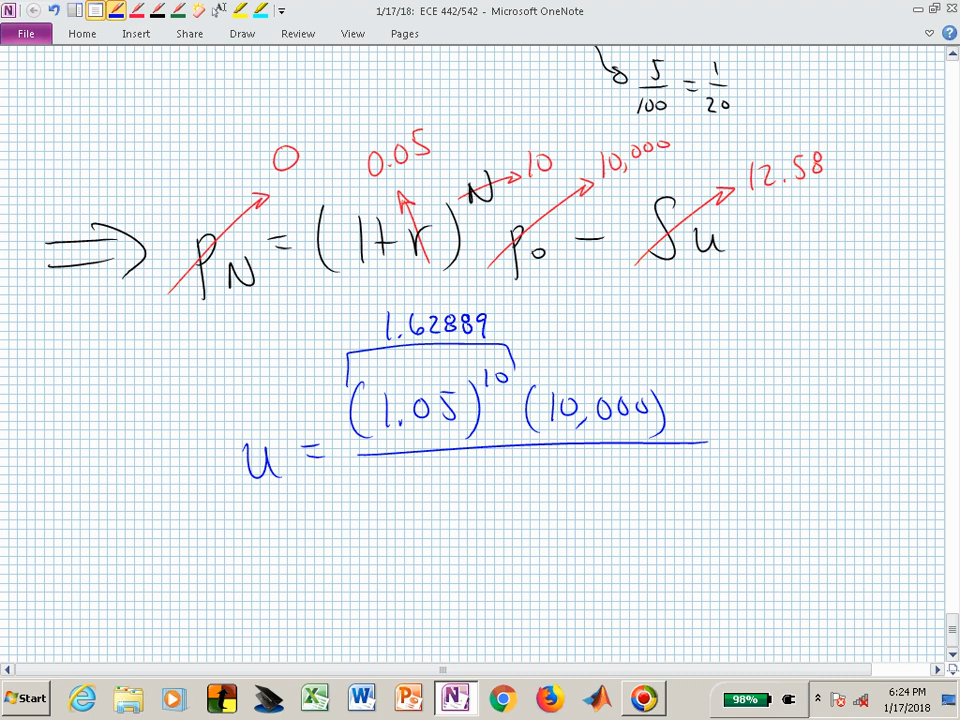 1/17/18: ECE 442/542 - Microsoft OneNote
File Home Insert Share Draw Review View Pages
5/100 = 1/20
0 0.05 10 10,000 12.58
⇒ p_N = (1+r)^N p_0 - δu
1.62889
u = (1.05)^10 (10,000)
Start 98% 6:24 PM
1/17/2018